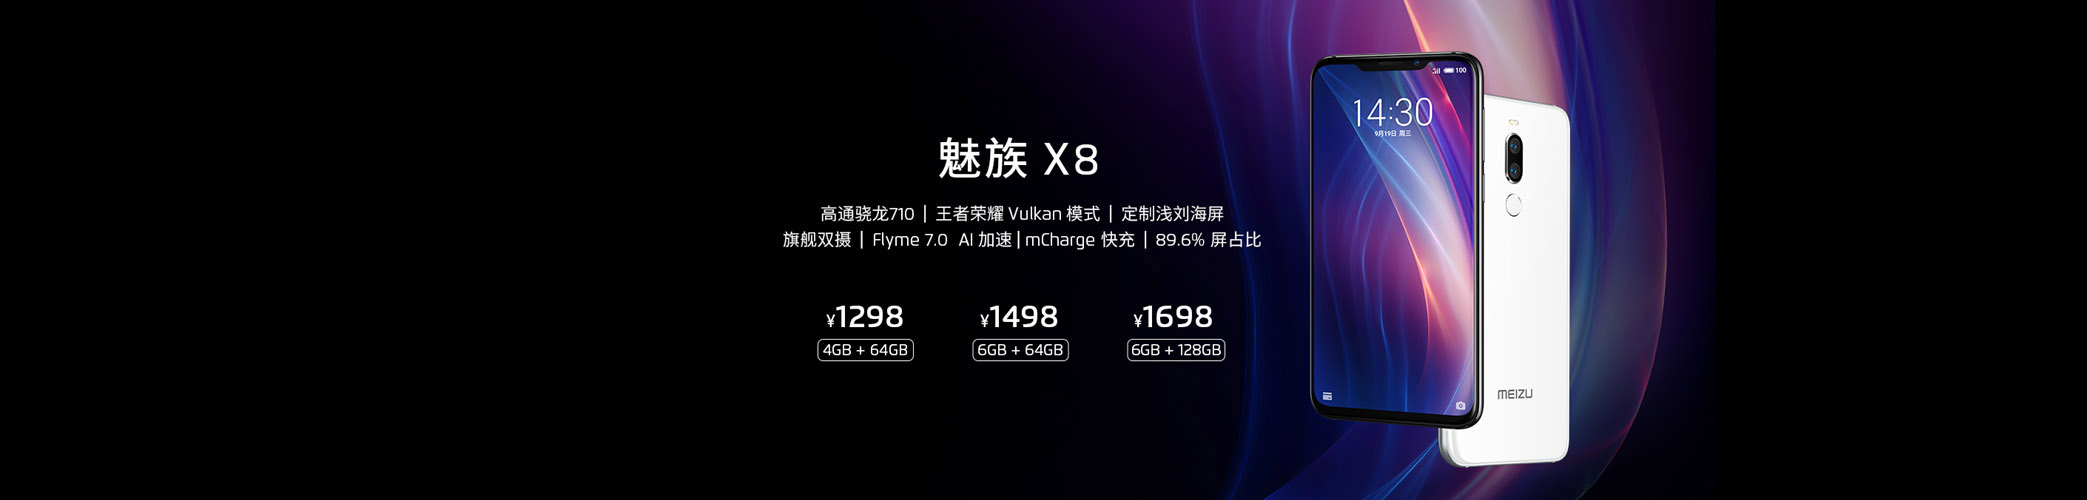 魅族 X8
高通骁龙710 | 王者荣耀 Vulkan 模式 | 定制浅刘海屏
旗舰双摄 | Flyme 7.0 AI 加速 | mCharge 快充 | 89.6% 屏占比
¥1298 ¥1498 ¥1698
4GB + 64GB 6GB + 64GB 6GB + 128GB
100
14:30
9月19日 周三
MEIZU